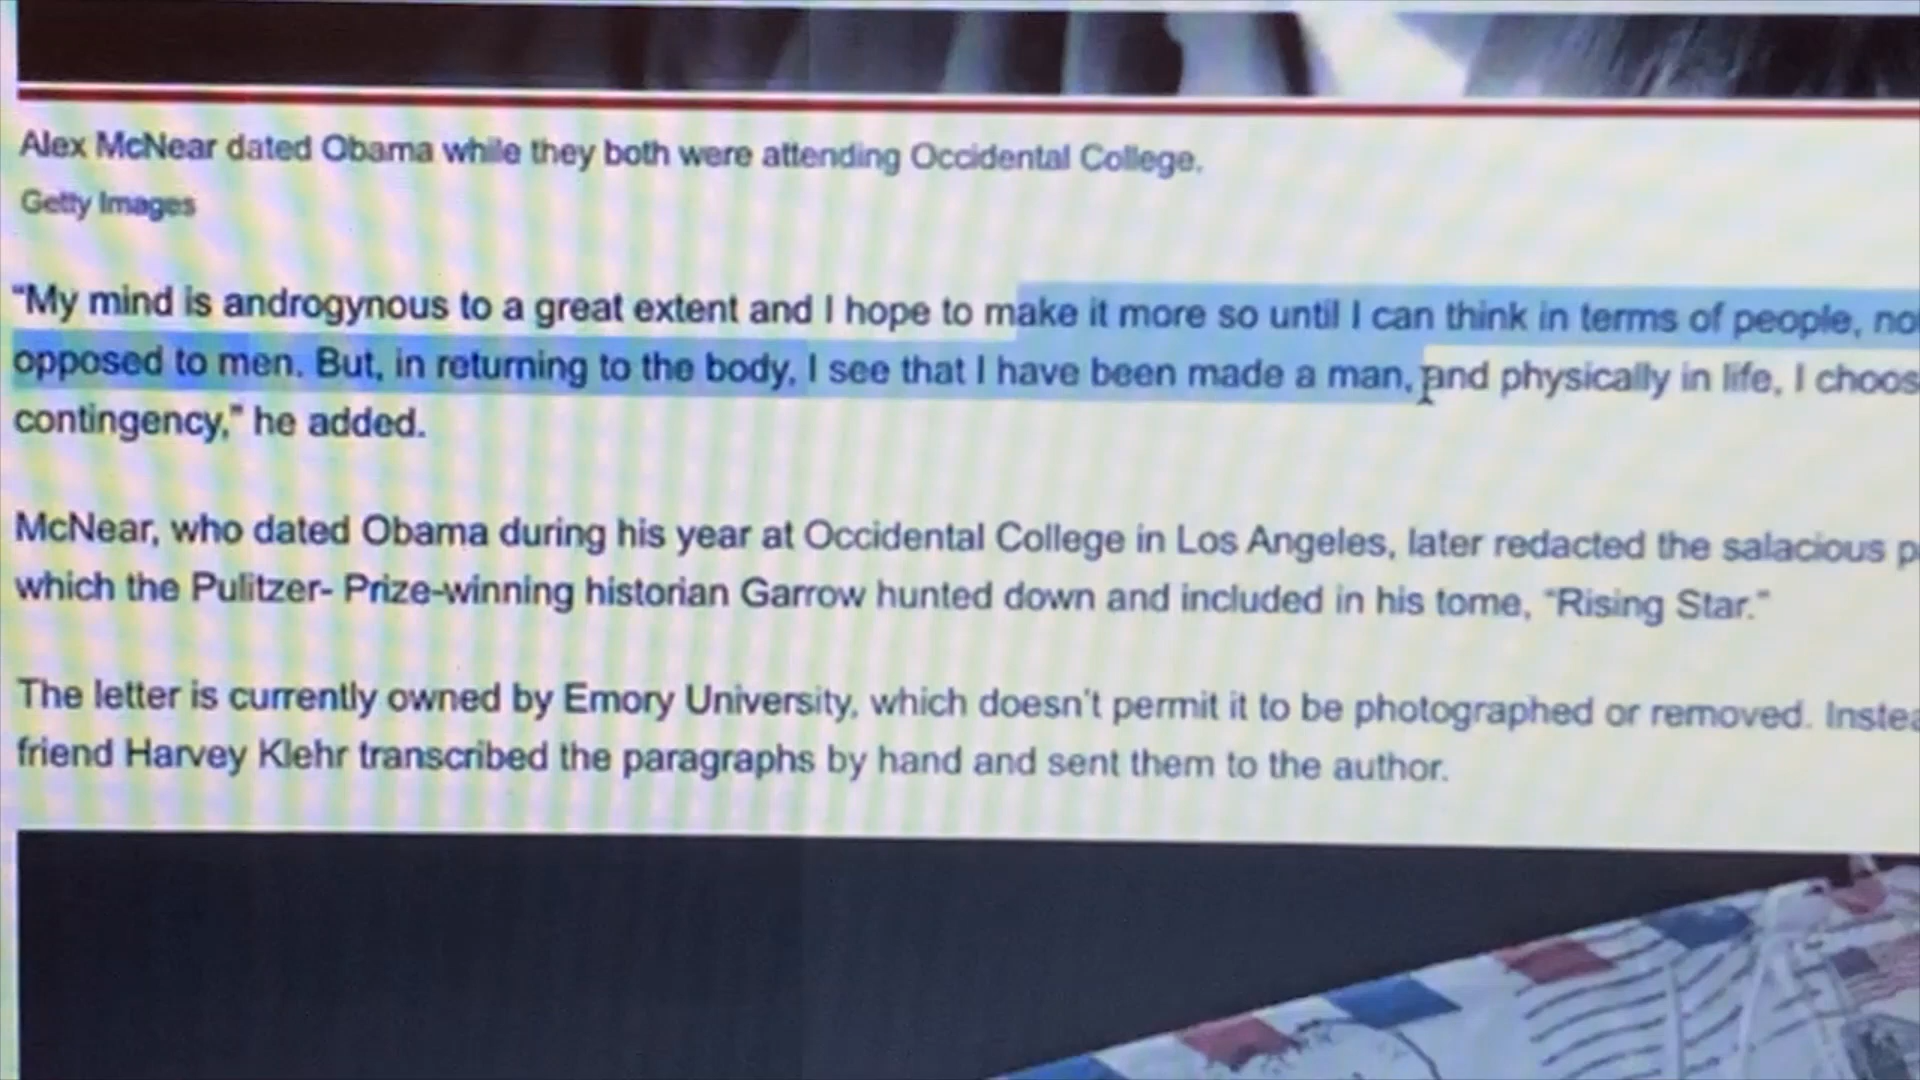 Alex McNear dated Obama while they both were attending Occidental College.
Getty Images
“My mind is androgynous to a great extent and I hope to make it more so until I can think in terms of people,
opposed to men. But, in returning to the body, I see that I have been made a man, and physically in life, I
contingency,” he added.
McNear, who dated Obama during his year at Occidental College in Los Angeles, later redacted the salacious
which the Pulitzer- Prize-winning historian Garrow hunted down and included in his tome, “Rising Star.”
The letter is currently owned by Emory University, which doesn't permit it to be photographed or removed.
friend Harvey Klehr transcribed the paragraphs by hand and sent them to the author.